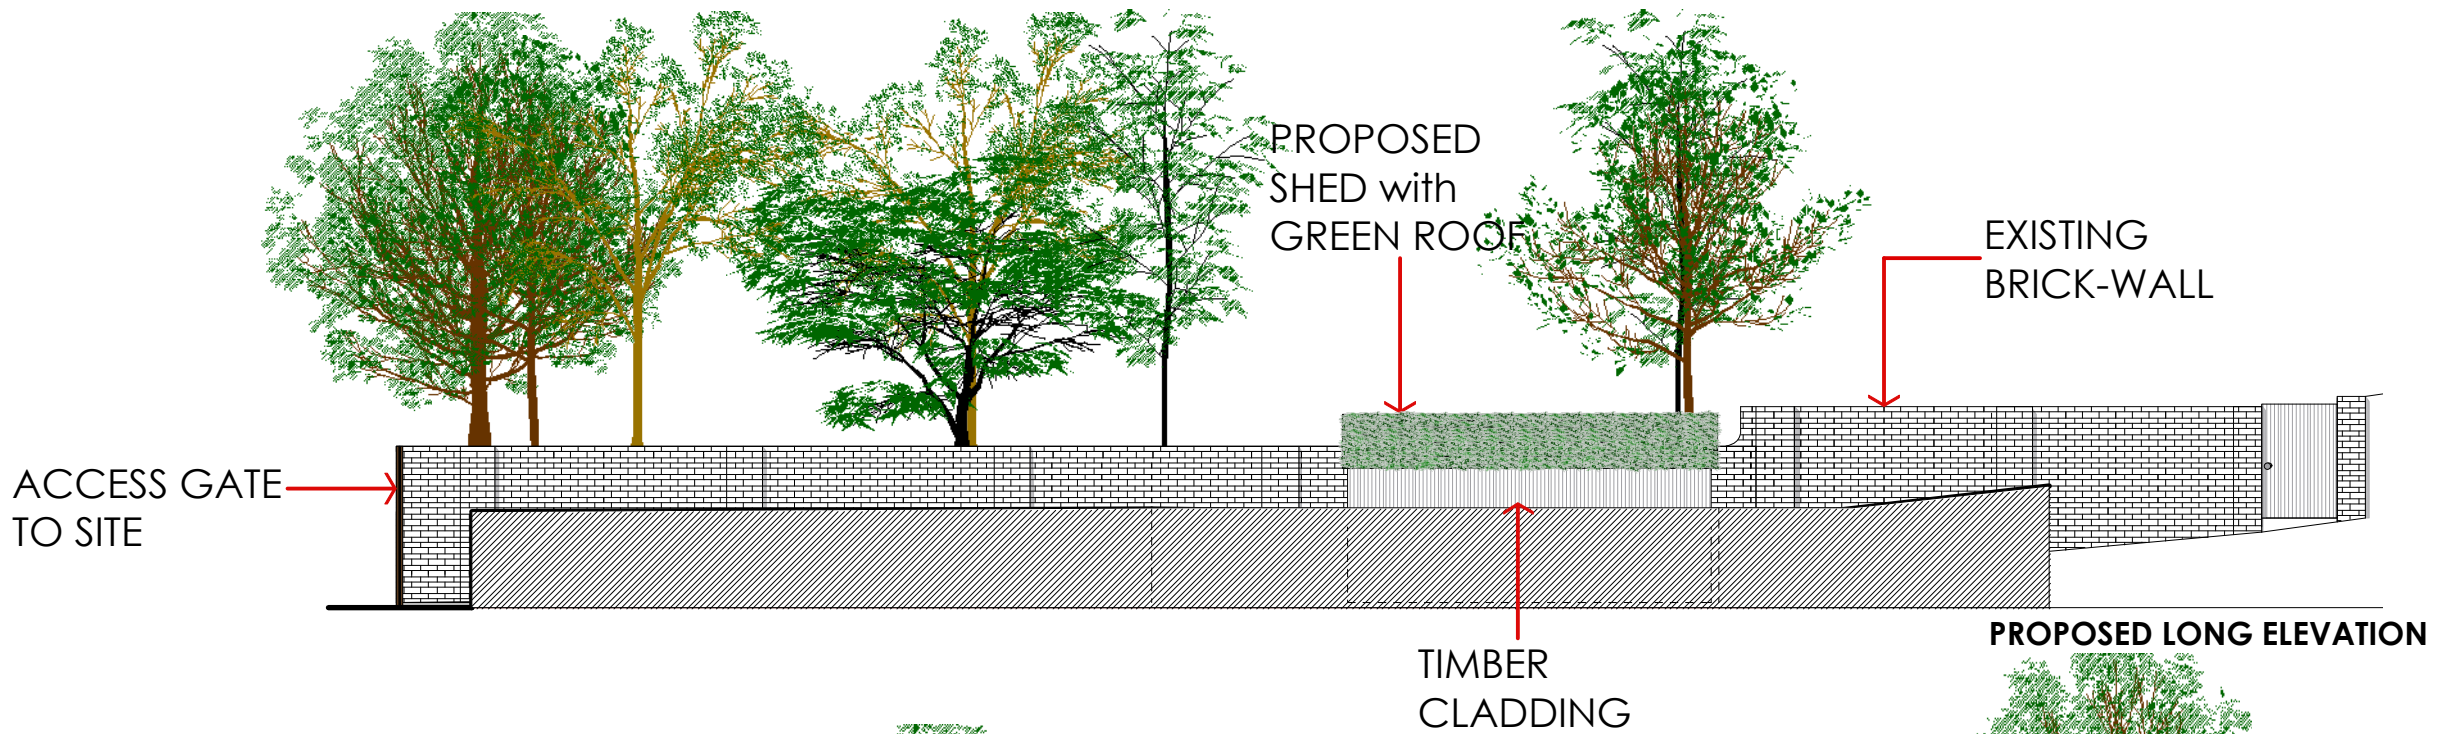 PROPOSED
SHED with
GREEN ROOF
EXISTING
BRICK-WALL
ACCESS GATE
TO SITE
PROPOSED LONG ELEVATION
TIMBER
CLADDING